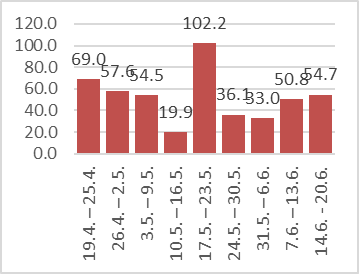 120.0
100.0
80.0
60.0
40.0
20.0
0.0
69.0
57.6
54.5
19.9
102.2
36.1
33.0
50.8
54.7
19.4. – 25.4.
26.4. – 2.5.
3.5. – 9.5.
10.5. – 16.5.
17.5. – 23.5.
24.5. – 30.5.
31.5. – 6.6.
7.6. – 13.6.
14.6. - 20.6.